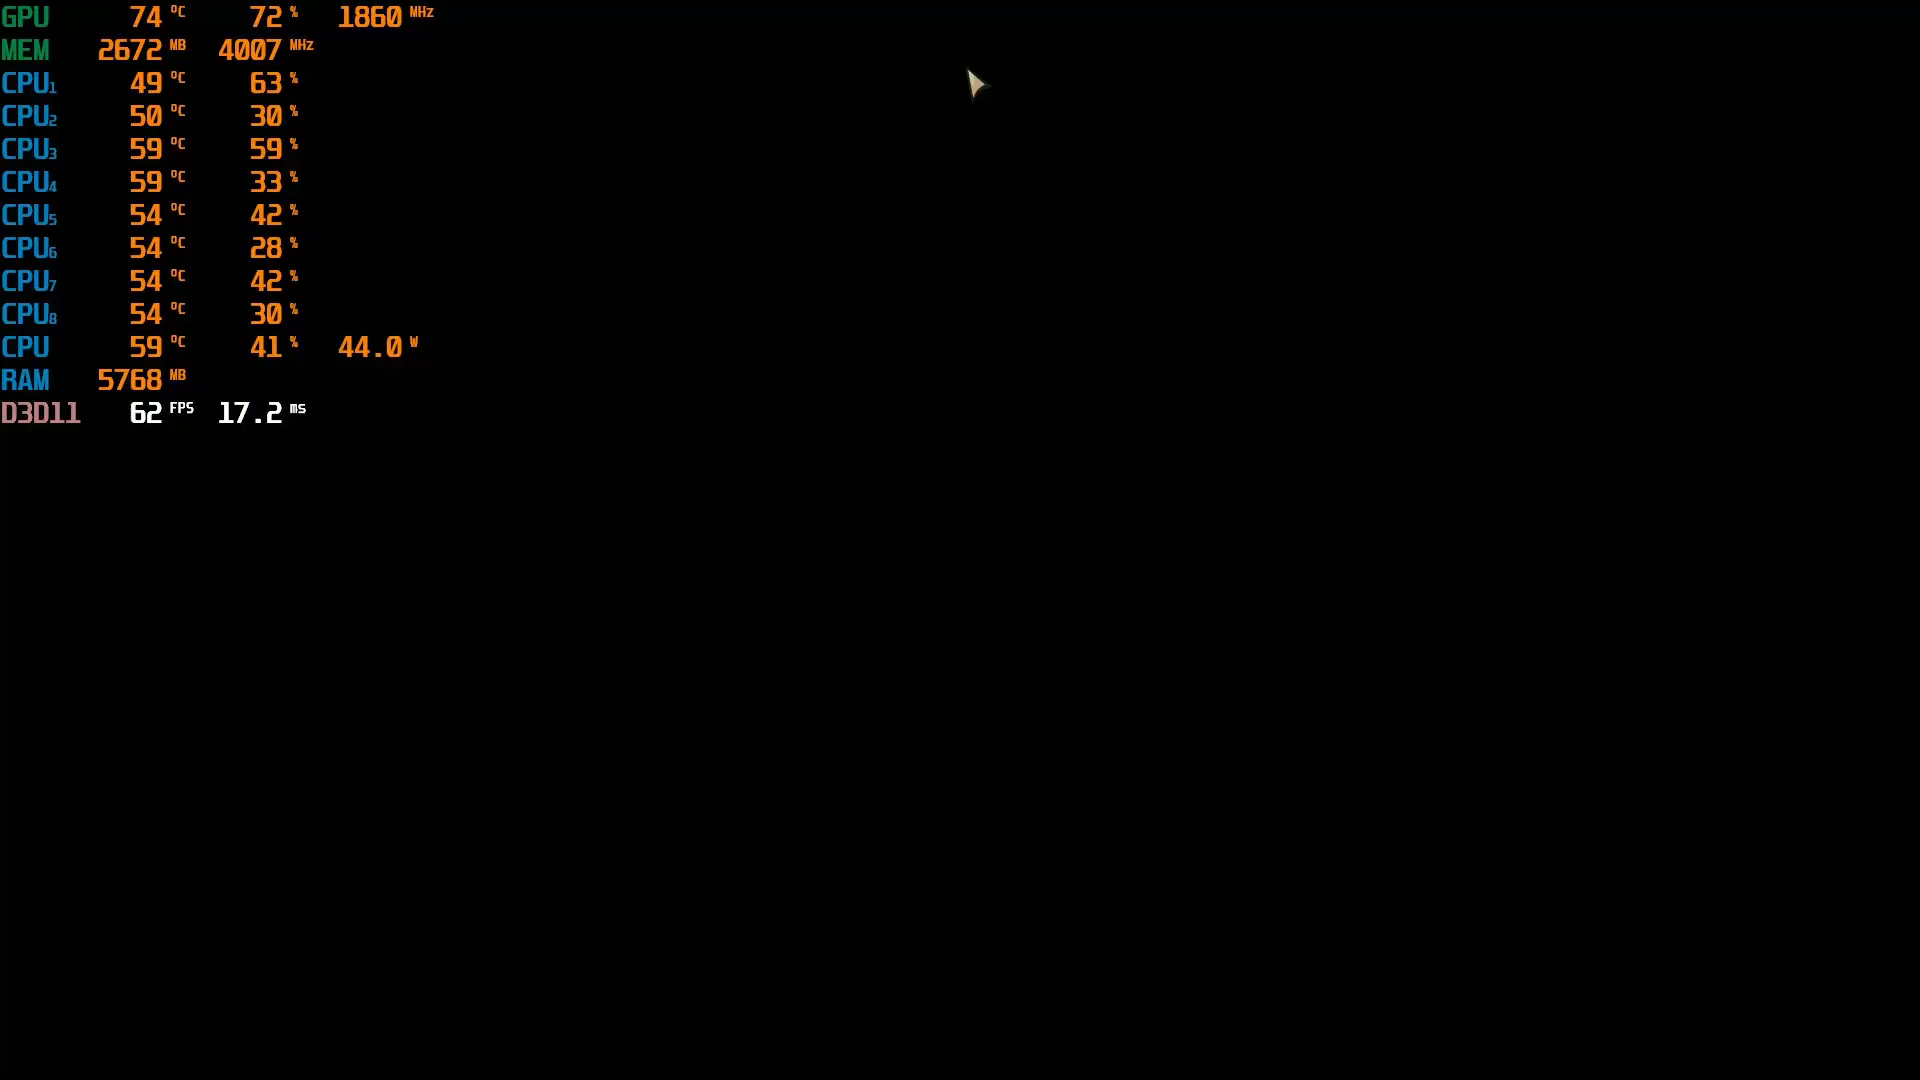 GPU 74 °C 72 % 1860 MHz
MEM 2672 MB 4007 MHz
CPU1 49 °C 63 %
CPU2 50 °C 30 %
CPU3 59 °C 59 %
CPU4 59 °C 33 %
CPU5 54 °C 42 %
CPU6 54 °C 28 %
CPU7 54 °C 42 %
CPU8 54 °C 30 %
CPU 59 °C 41 % 44.0 W
RAM 5768 MB
D3D11 62 FPS 17.2 ms